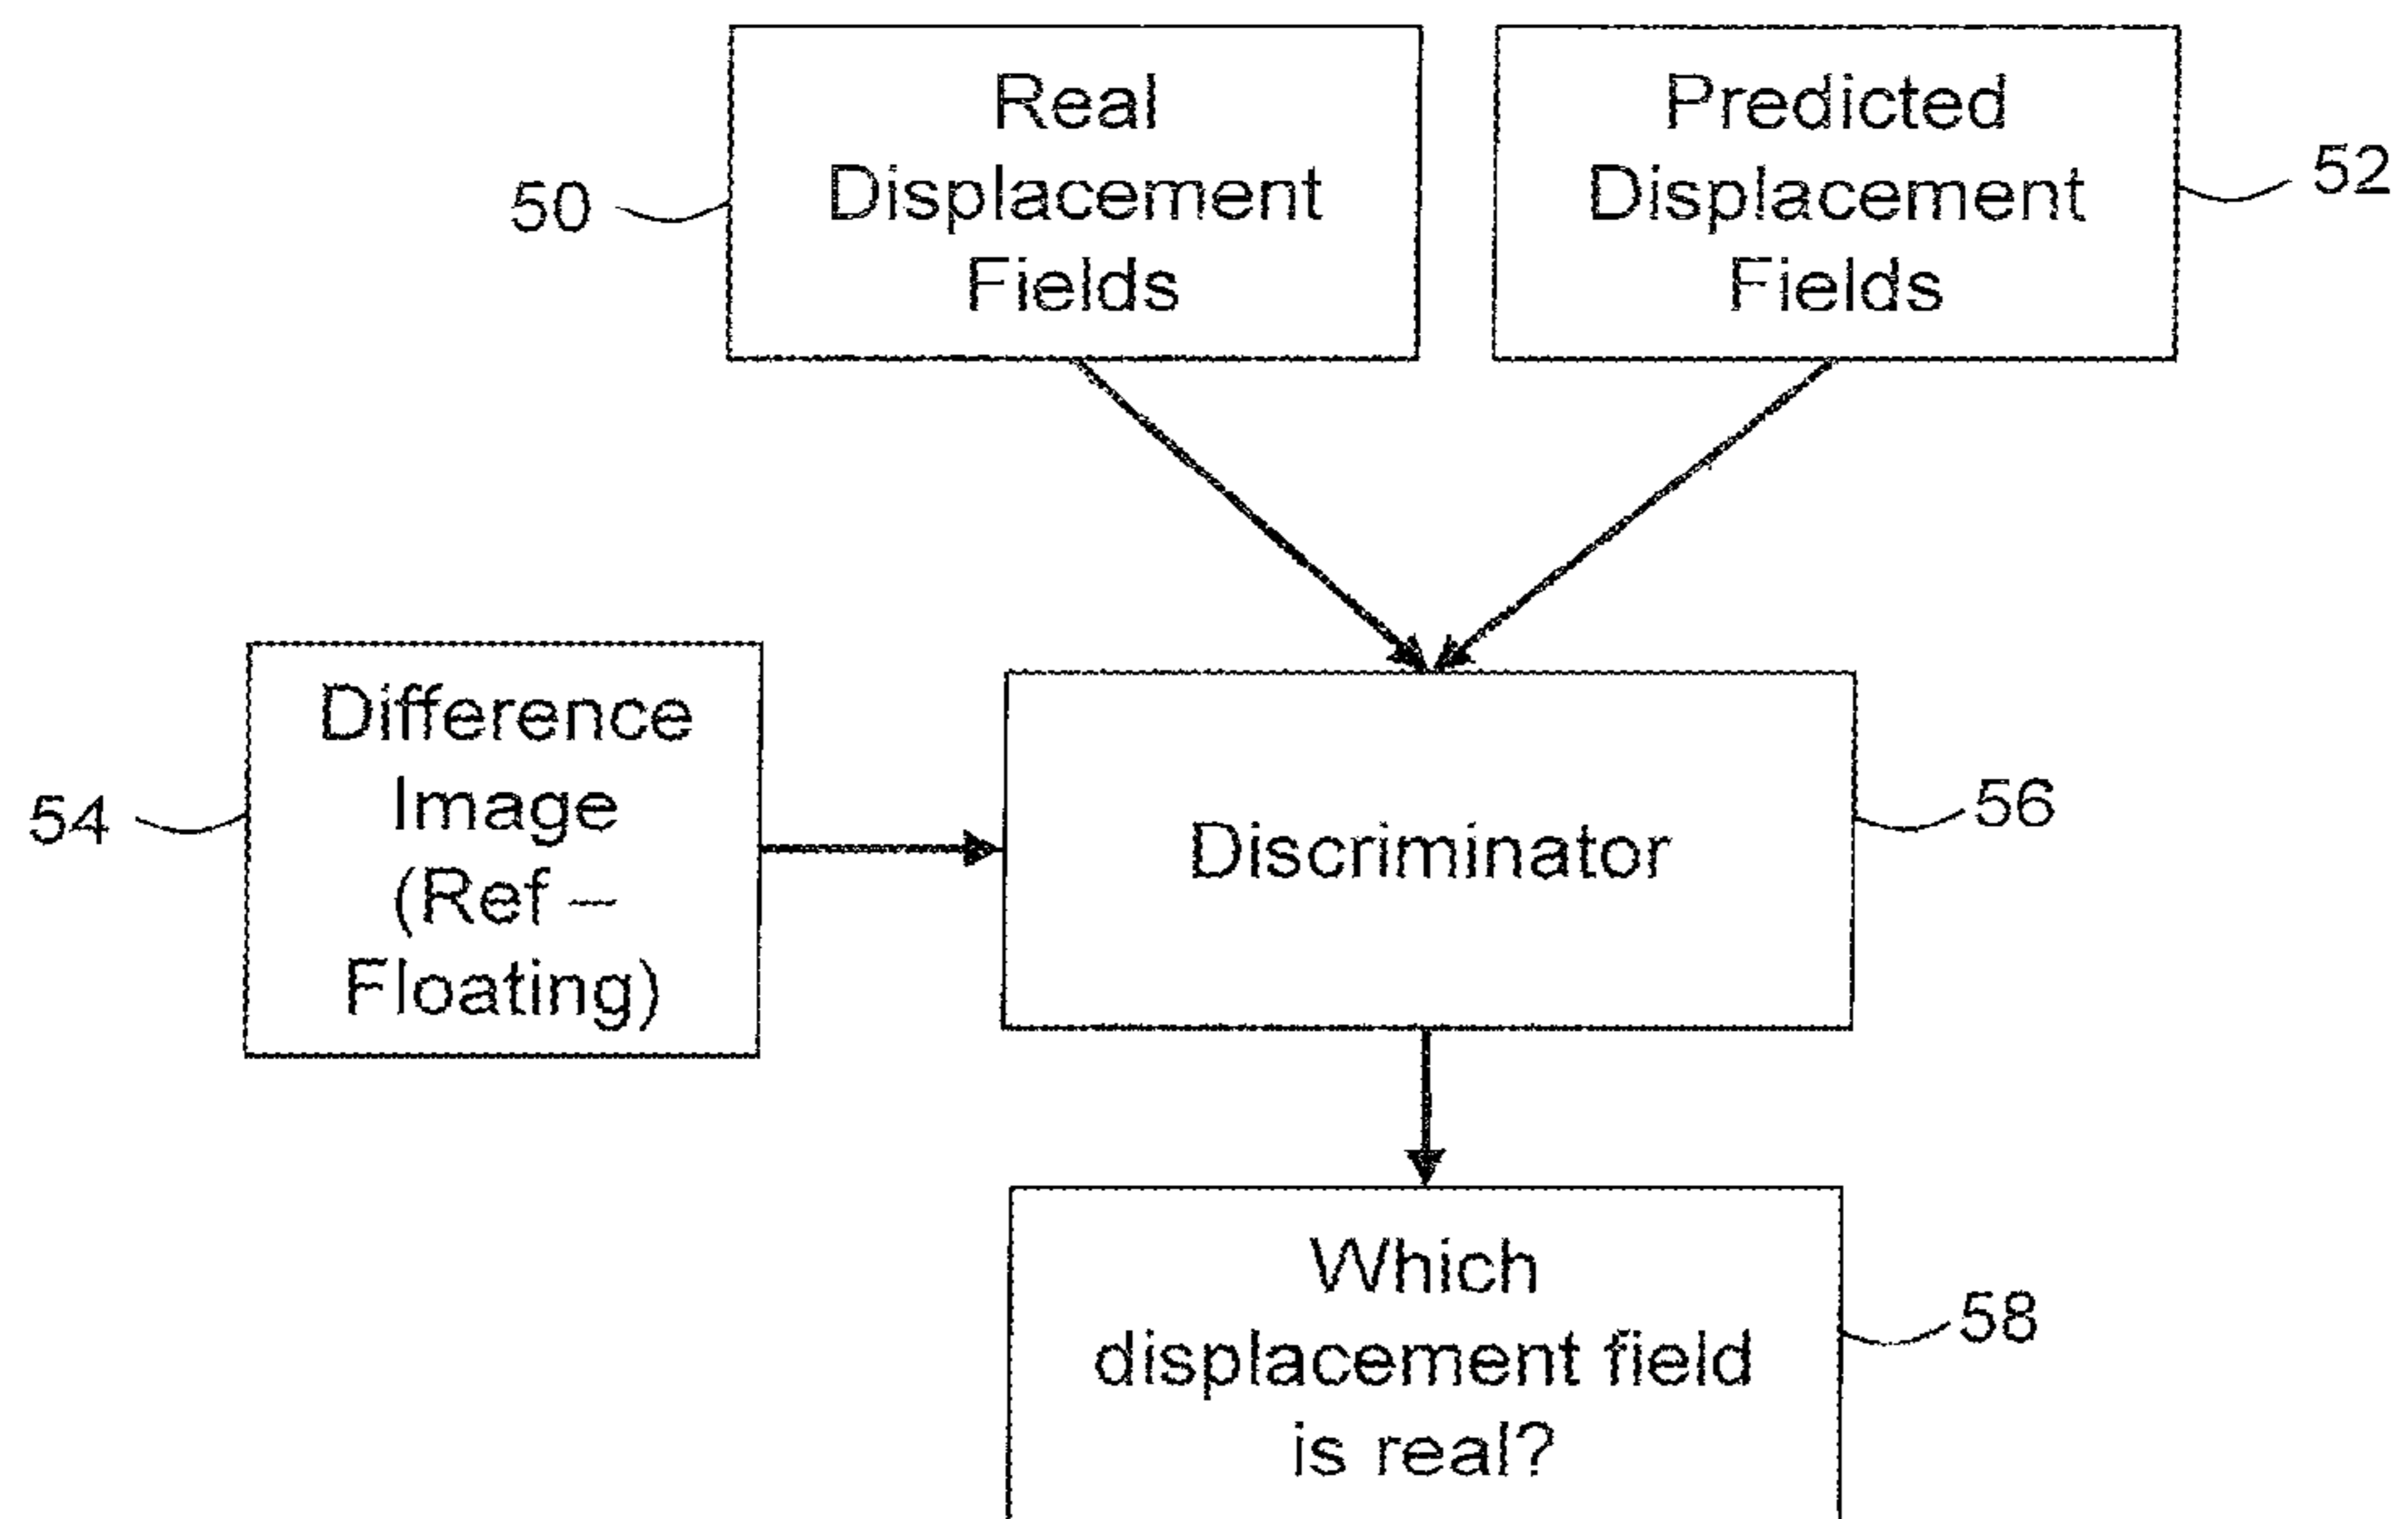 Real
Displacement
Fields
50
Predicted
Displacement
Fields
52
Difference
Image
(Ref –
Floating)
54
Discriminator
56
Which
displacement field
is real?
58